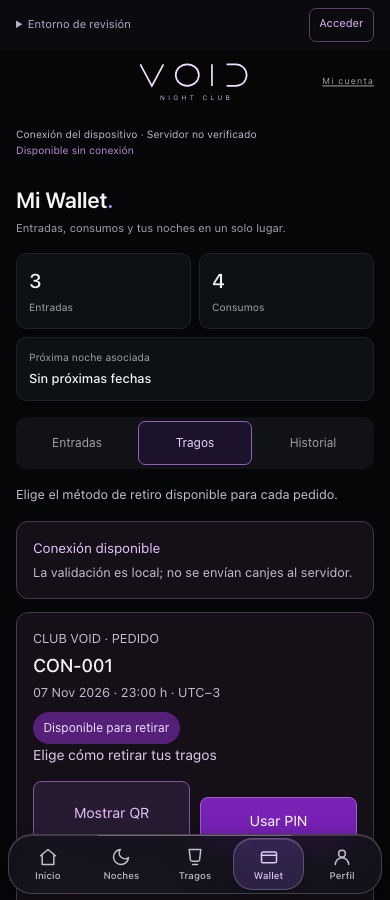 ▶ Entorno de revisión
Acceder
VOID
NIGHT CLUB
Mi cuenta
Conexión del dispositivo · Servidor no verificado
Disponible sin conexión
Mi Wallet.
Entradas, consumos y tus noches en un solo lugar.
3
Entradas
4
Consumos
Próxima noche asociada
Sin próximas fechas
Entradas
Tragos
Historial
Elige el método de retiro disponible para cada pedido.
Conexión disponible
La validación es local; no se envían canjes al servidor.
CLUB VOID · PEDIDO
CON-001
07 Nov 2026 · 23:00 h · UTC−3
Disponible para retirar
Elige cómo retirar tus tragos
Mostrar QR
Usar PIN
Inicio
Noches
Tragos
Wallet
Perfil